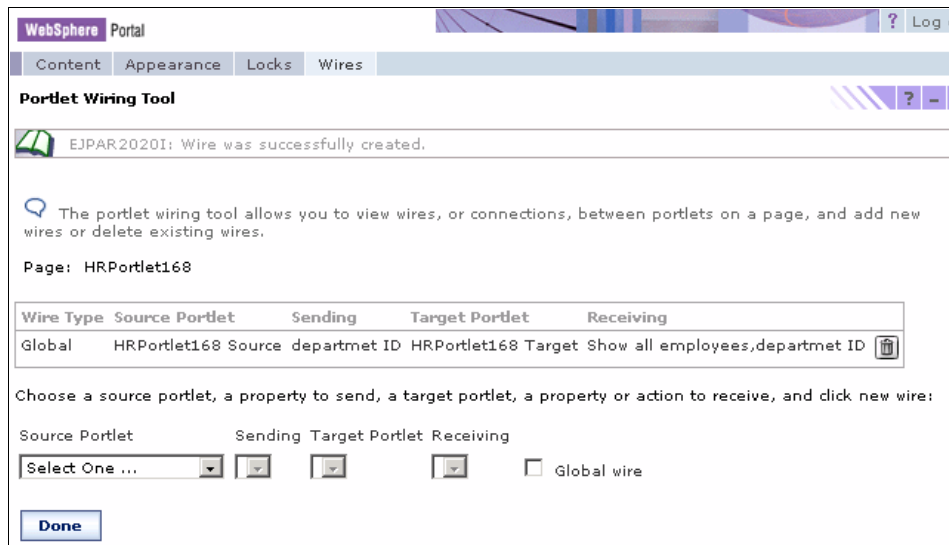 WebSphere Portal
? Log
Content Appearance Locks Wires
Portlet Wiring Tool ? –
EJPAR2020I: Wire was successfully created.
The portlet wiring tool allows you to view wires, or connections, between portlets on a page, and add new
wires or delete existing wires.
Page: HRPortlet168
Wire Type Source Portlet Sending Target Portlet Receiving
Global HRPortlet168 Source departmet ID HRPortlet168 Target Show all employees,departmet ID
Choose a source portlet, a property to send, a target portlet, a property or action to receive, and click new wire:
Source Portlet Sending Target Portlet Receiving
Select One ... Global wire
Done